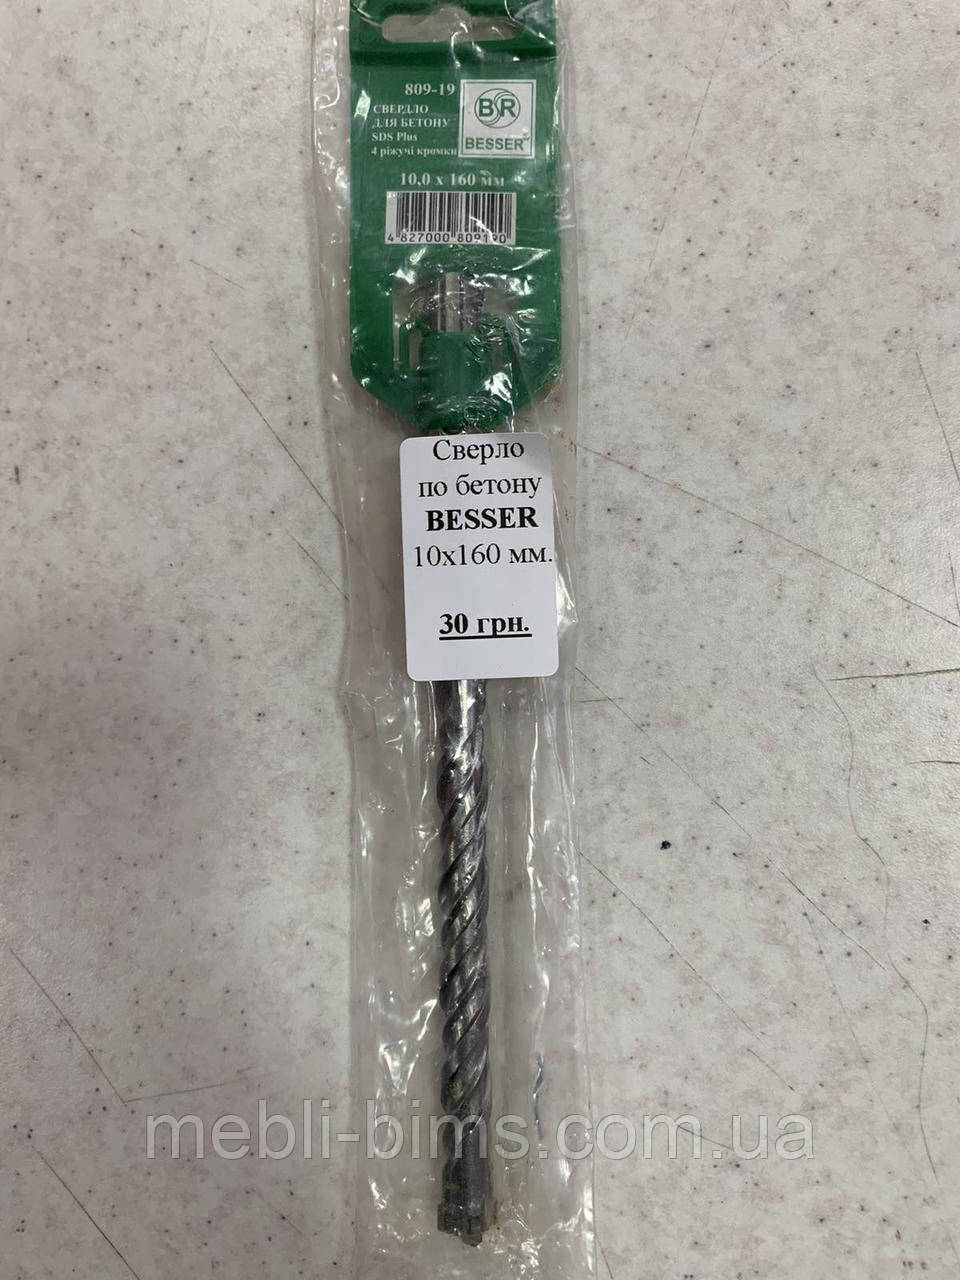 809-19
СВЕРДЛО
ДЛЯ БЕТОНУ
SDS Plus
4 ріжучі кромки
BR
BESSER
10,0 x 160 мм
4 827000 809190
Сверло
по бетону
BESSER
10x160 мм.
30 грн.
mebli-bims.com.ua